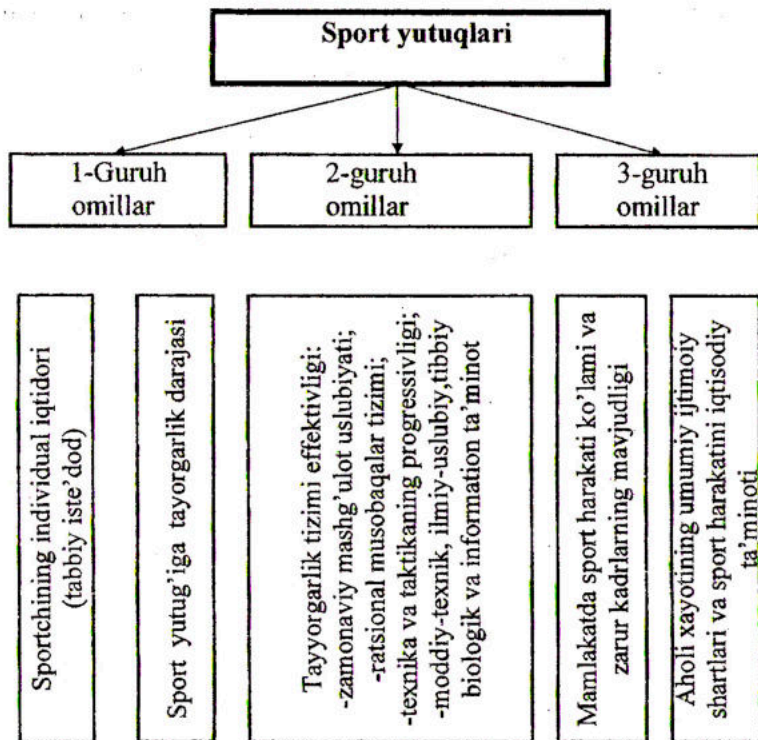 Sport yutuqlari
1-Guruh
omillar
2-guruh
omillar
3-guruh
omillar
Sportchining individual iqtidori
(tabbiy iste’dod)
Sport yutug’iga tayorgarlik darajasi
Tayyorgarlik tizimi effektivligi:
-zamonaviy mashg’ulot uslubiyati;
-ratsional musobaqalar tizimi;
-texnika va taktikaning progressivligi;
-moddiy-texnik, ilmiy-uslubiy,tibbiy
biologik va information ta’minot
Mamlakatda sport harakati ko’lami va
zarur kadrlarning mavjudligi
Aholi xayotining umumiy ijtimoiy
shartlari va sport harakatini iqtisodiy
ta’minoti